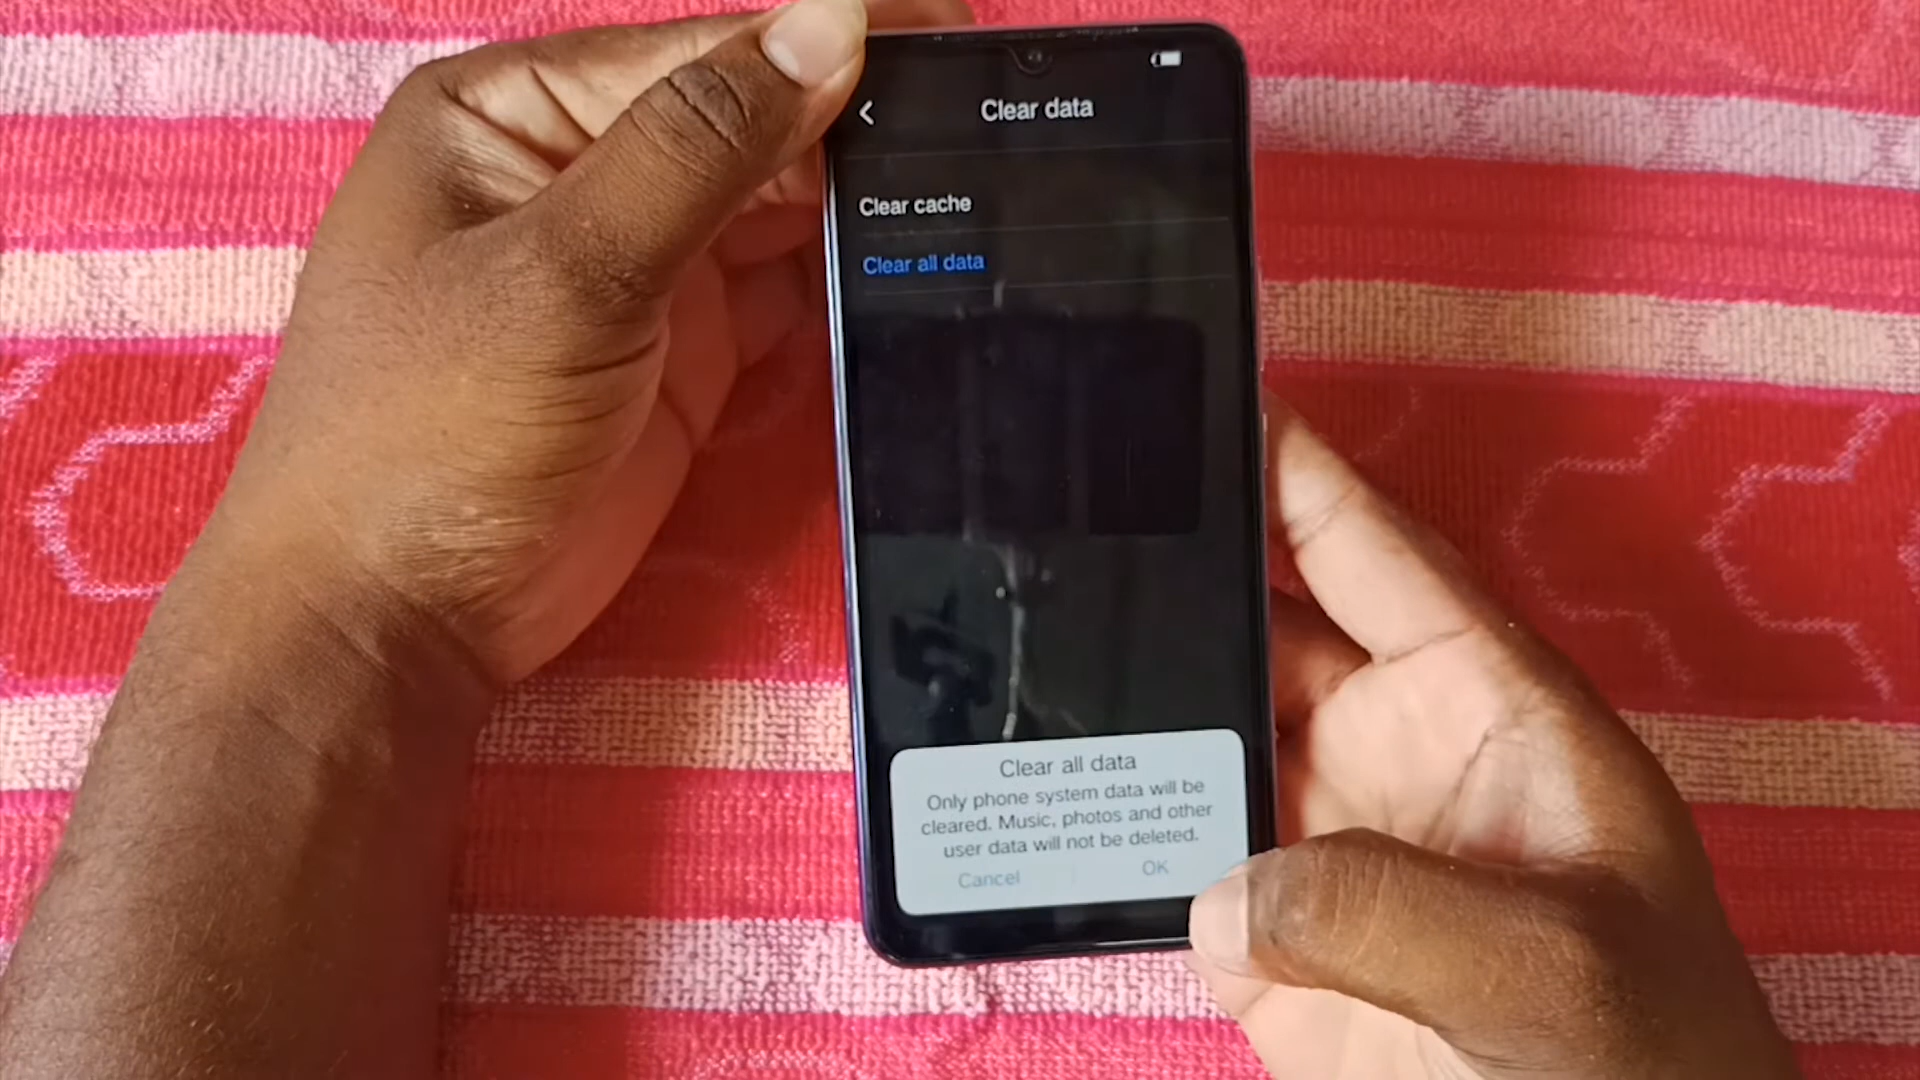 Clear data
Clear cache
Clear all data
Clear all data
Only phone system data will be
cleared. Music, photos and other
user data will not be deleted.
Cancel
OK